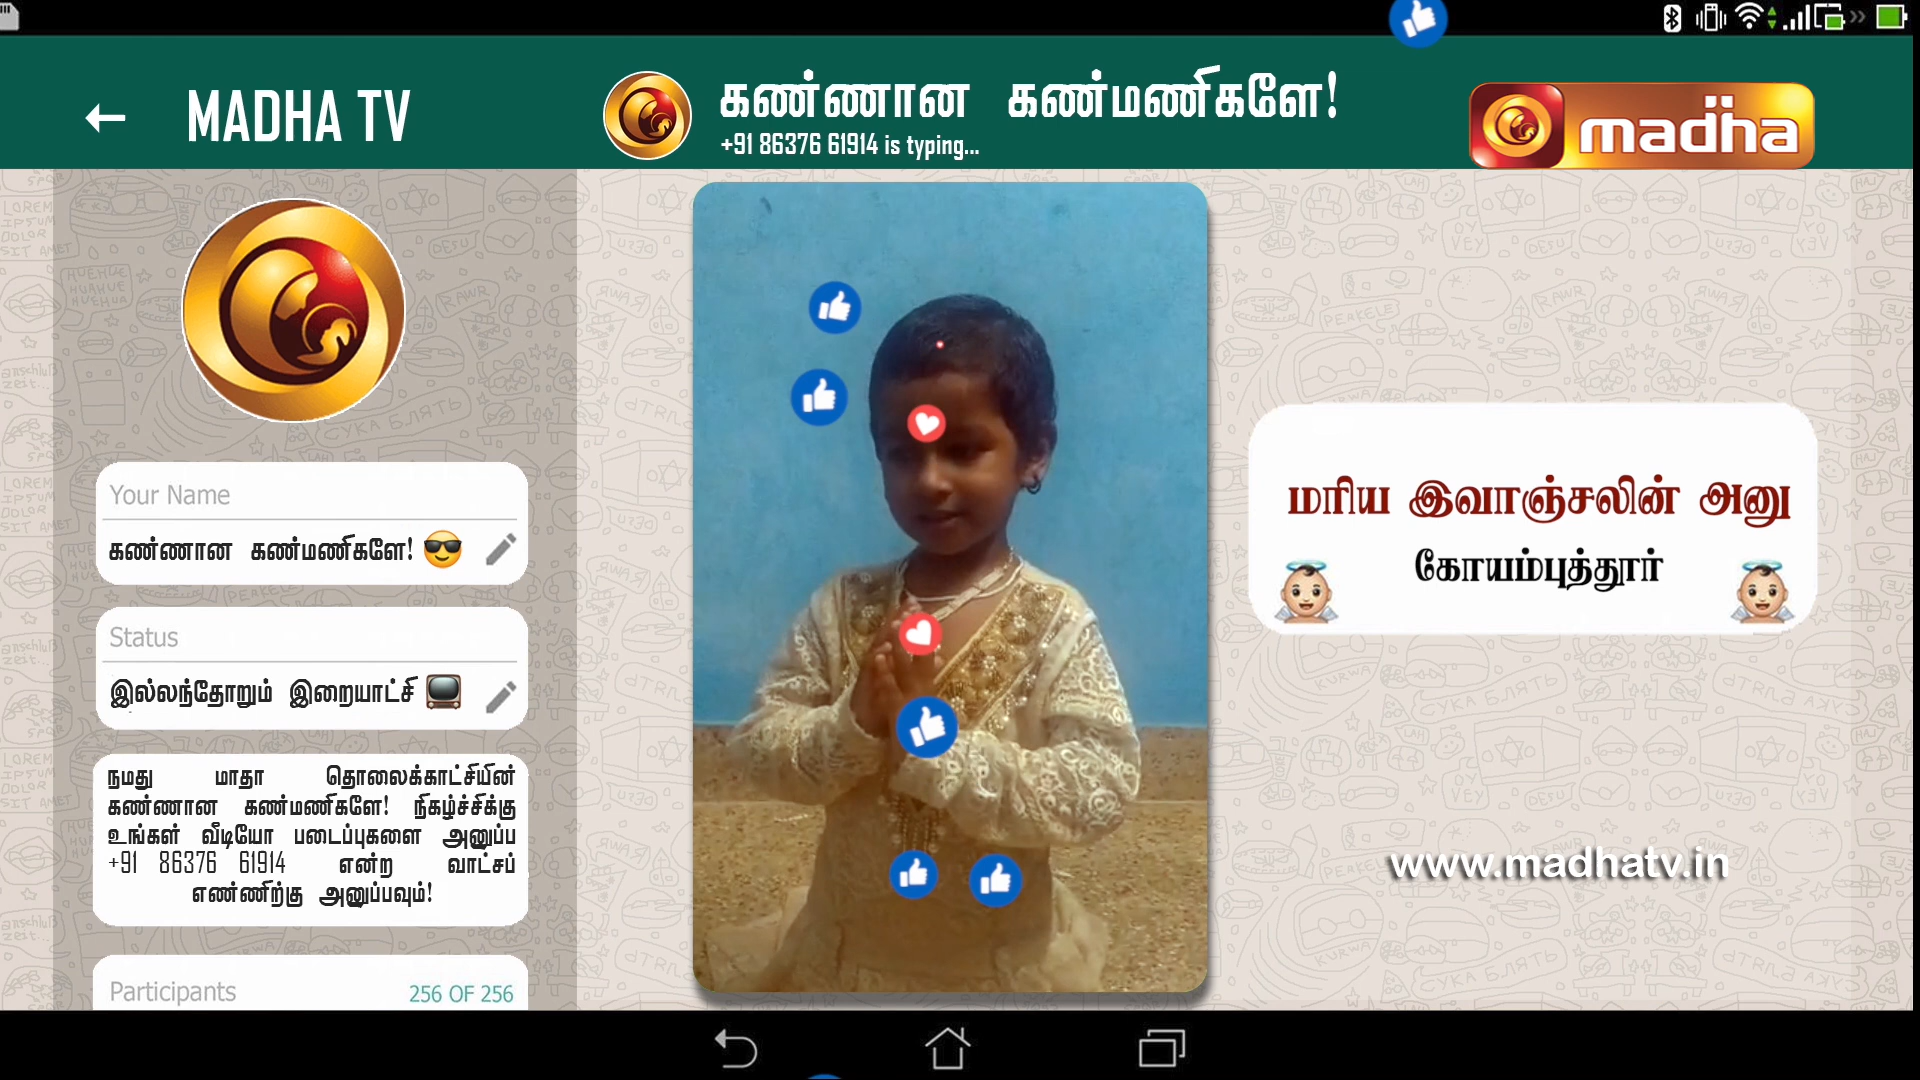 MADHA TV
கண்ணான கண்மணிகளே!
+91 86376 61914 is typing...
madha
Your Name
கண்ணான கண்மணிகளே! 😎
Status
இல்லந்தோறும் இறையாட்சி 📺
நமது மாதா தொலைக்காட்சியின்
கண்ணான கண்மணிகளே! நிகழ்ச்சிக்கு
உங்கள் வீடியோ படைப்புகளை அனுப்ப
+91 86376 61914 என்ற வாட்சப்
எண்ணிற்கு அனுப்பவும்!
Participants 256 OF 256
மரிய இவாஞ்சலின் அனு
கோயம்புத்தூர்
www.madhatv.in